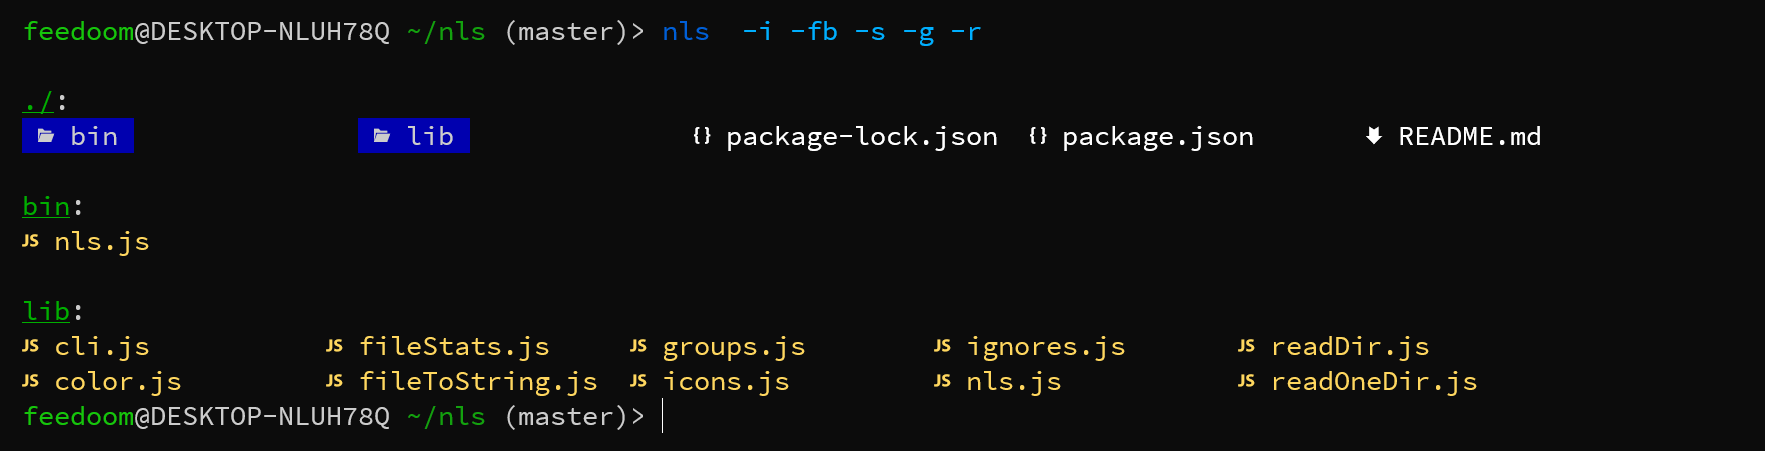 feedoom@DESKTOP-NLUH78Q ~/nls (master)> nls  -i -fb -s -g -r
./:
bin lib {} package-lock.json {} package.json README.md
bin:
JS nls.js
lib:
JS cli.js JS fileStats.js JS groups.js JS ignores.js JS readDir.js
JS color.js JS fileToString.js JS icons.js JS nls.js JS readOneDir.js
feedoom@DESKTOP-NLUH78Q ~/nls (master)>